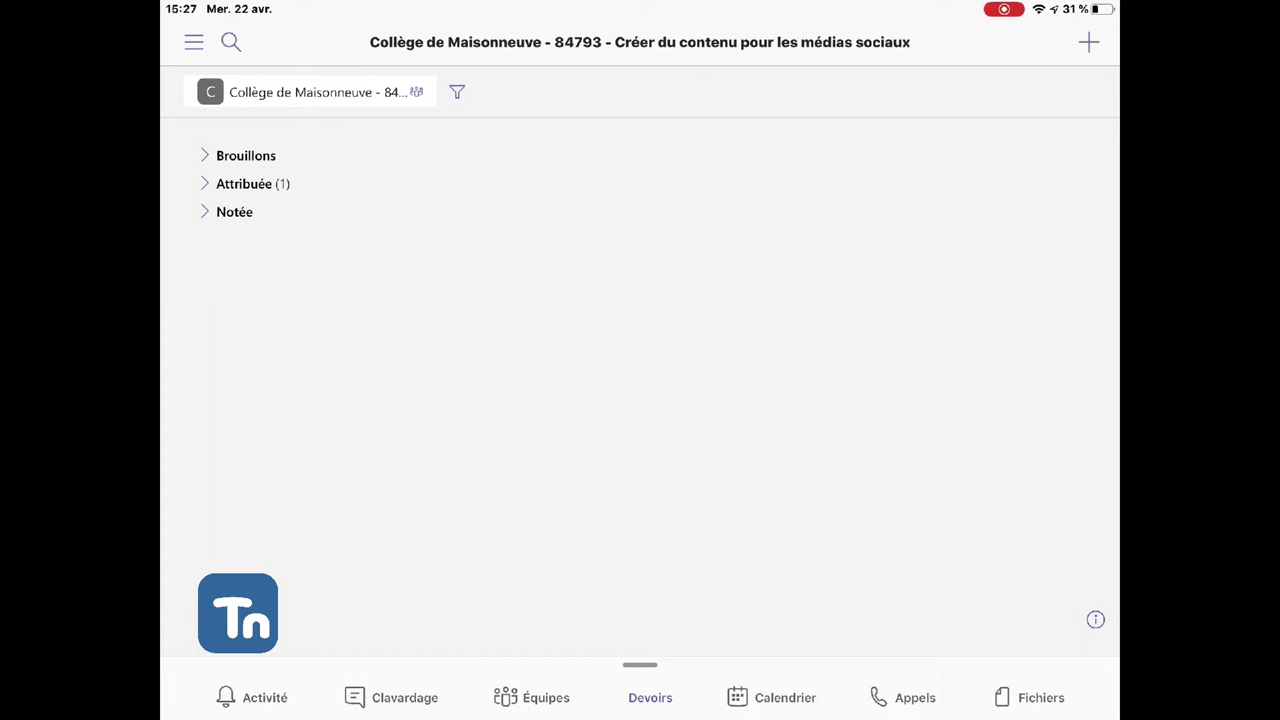 15:27 Mer. 22 avr. 31 %
Collège de Maisonneuve - 84793 - Créer du contenu pour les médias sociaux
C Collège de Maisonneuve - 84...
Brouillons
Attribuée (1)
Notée
Tn
Activité Clavardage Équipes Devoirs Calendrier Appels Fichiers